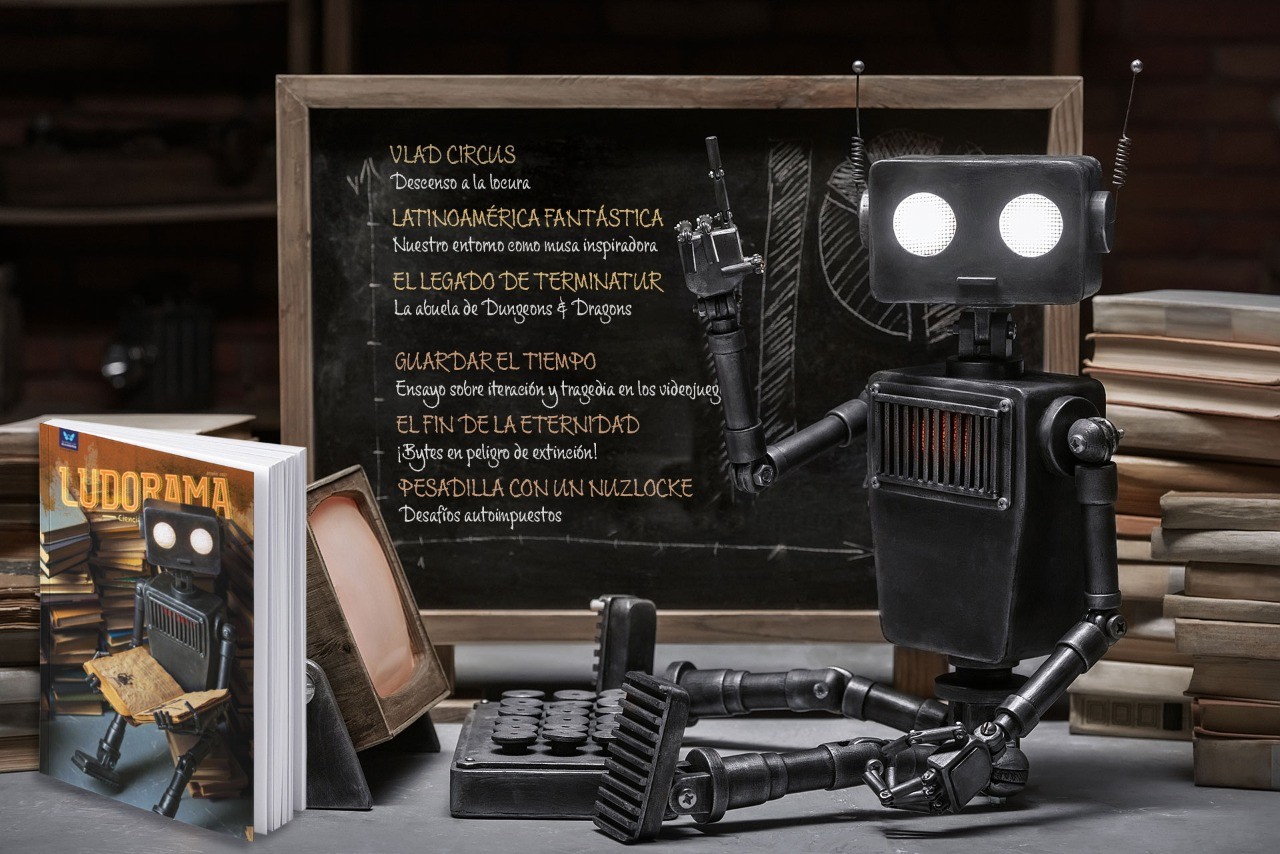 VLAD CIRCUS
Descenso a la locura
LATINOAMÉRICA FANTÁSTICA
Nuestro entorno como musa inspiradora
EL LEGADO DE TERMINATUR
La abuela de Dungeons & Dragons
GUARDAR EL TIEMPO
Ensayo sobre iteración y tragedia en los videojueg
EL FIN DE LA ETERNIDAD
¡Bytes en peligro de extinción!
PESADILLA CON UN NUZLOCKE
Desafíos autoimpuestos
LUDORAMA